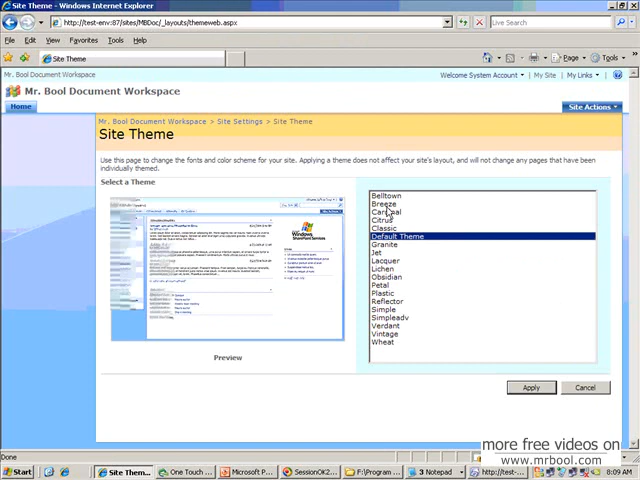 Site Theme - Windows Internet Explorer
http://test-env:87/sites/MBDoc/_layouts/themeweb.aspx
Live Search
File Edit View Favorites Tools Help
Site Theme
Page Tools
Mr. Bool Document Workspace
Welcome System Account My Site My Links
Mr. Bool Document Workspace
Home
Site Actions
Mr. Bool Document Workspace > Site Settings > Site Theme
Site Theme
Use this page to change the fonts and color scheme for your site. Applying a theme does not affect your site's layout, and will not change any pages that have been
individually themed.
Select a Theme
Windows
SharePoint Services
Preview
Belltown
Breeze
Cardinal
Citrus
Classic
Default Theme
Granite
Jet
Lacquer
Lichen
Obsidian
Petal
Plastic
Reflector
Simple
Simpleadv
Verdant
Vintage
Wheat
Apply
Cancel
Done
more free videos on
www.mrbool.com
Start
Site Them...
One Touch ...
Microsoft P...
SessionOK2...
F:\Program ...
3 Notepad
http://test-...
8:09 AM